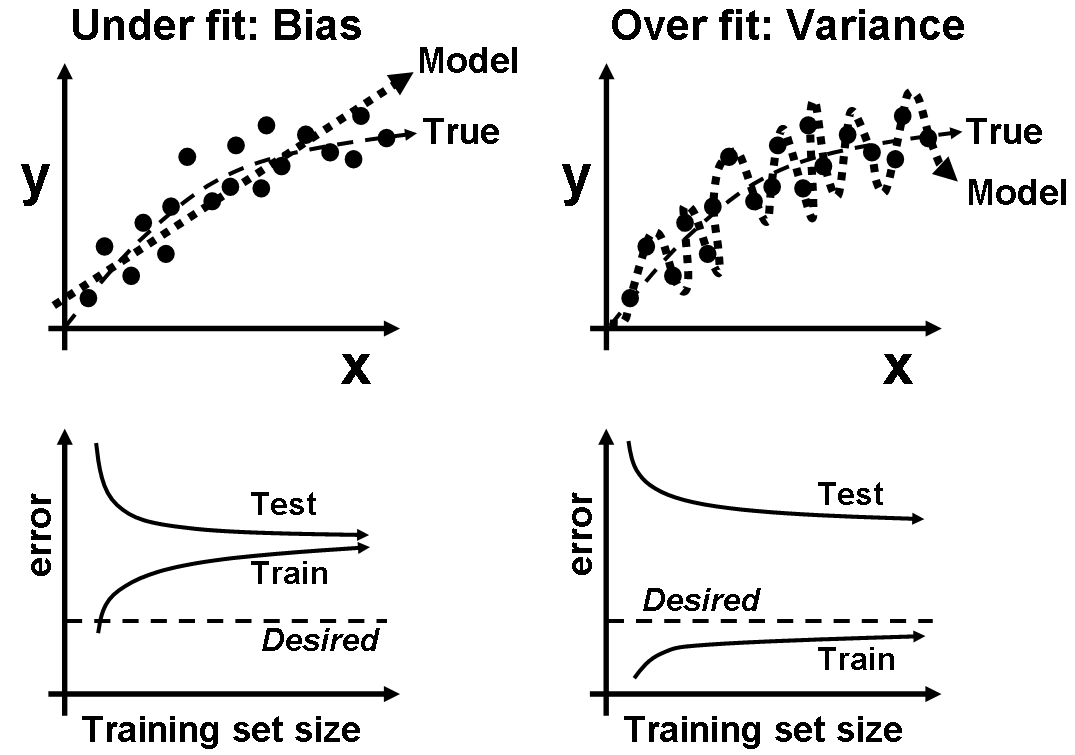 Under fit: Bias
Model
True
y
x
Over fit: Variance
True
Model
y
x
error
Test
Train
Desired
Training set size
error
Test
Desired
Train
Training set size